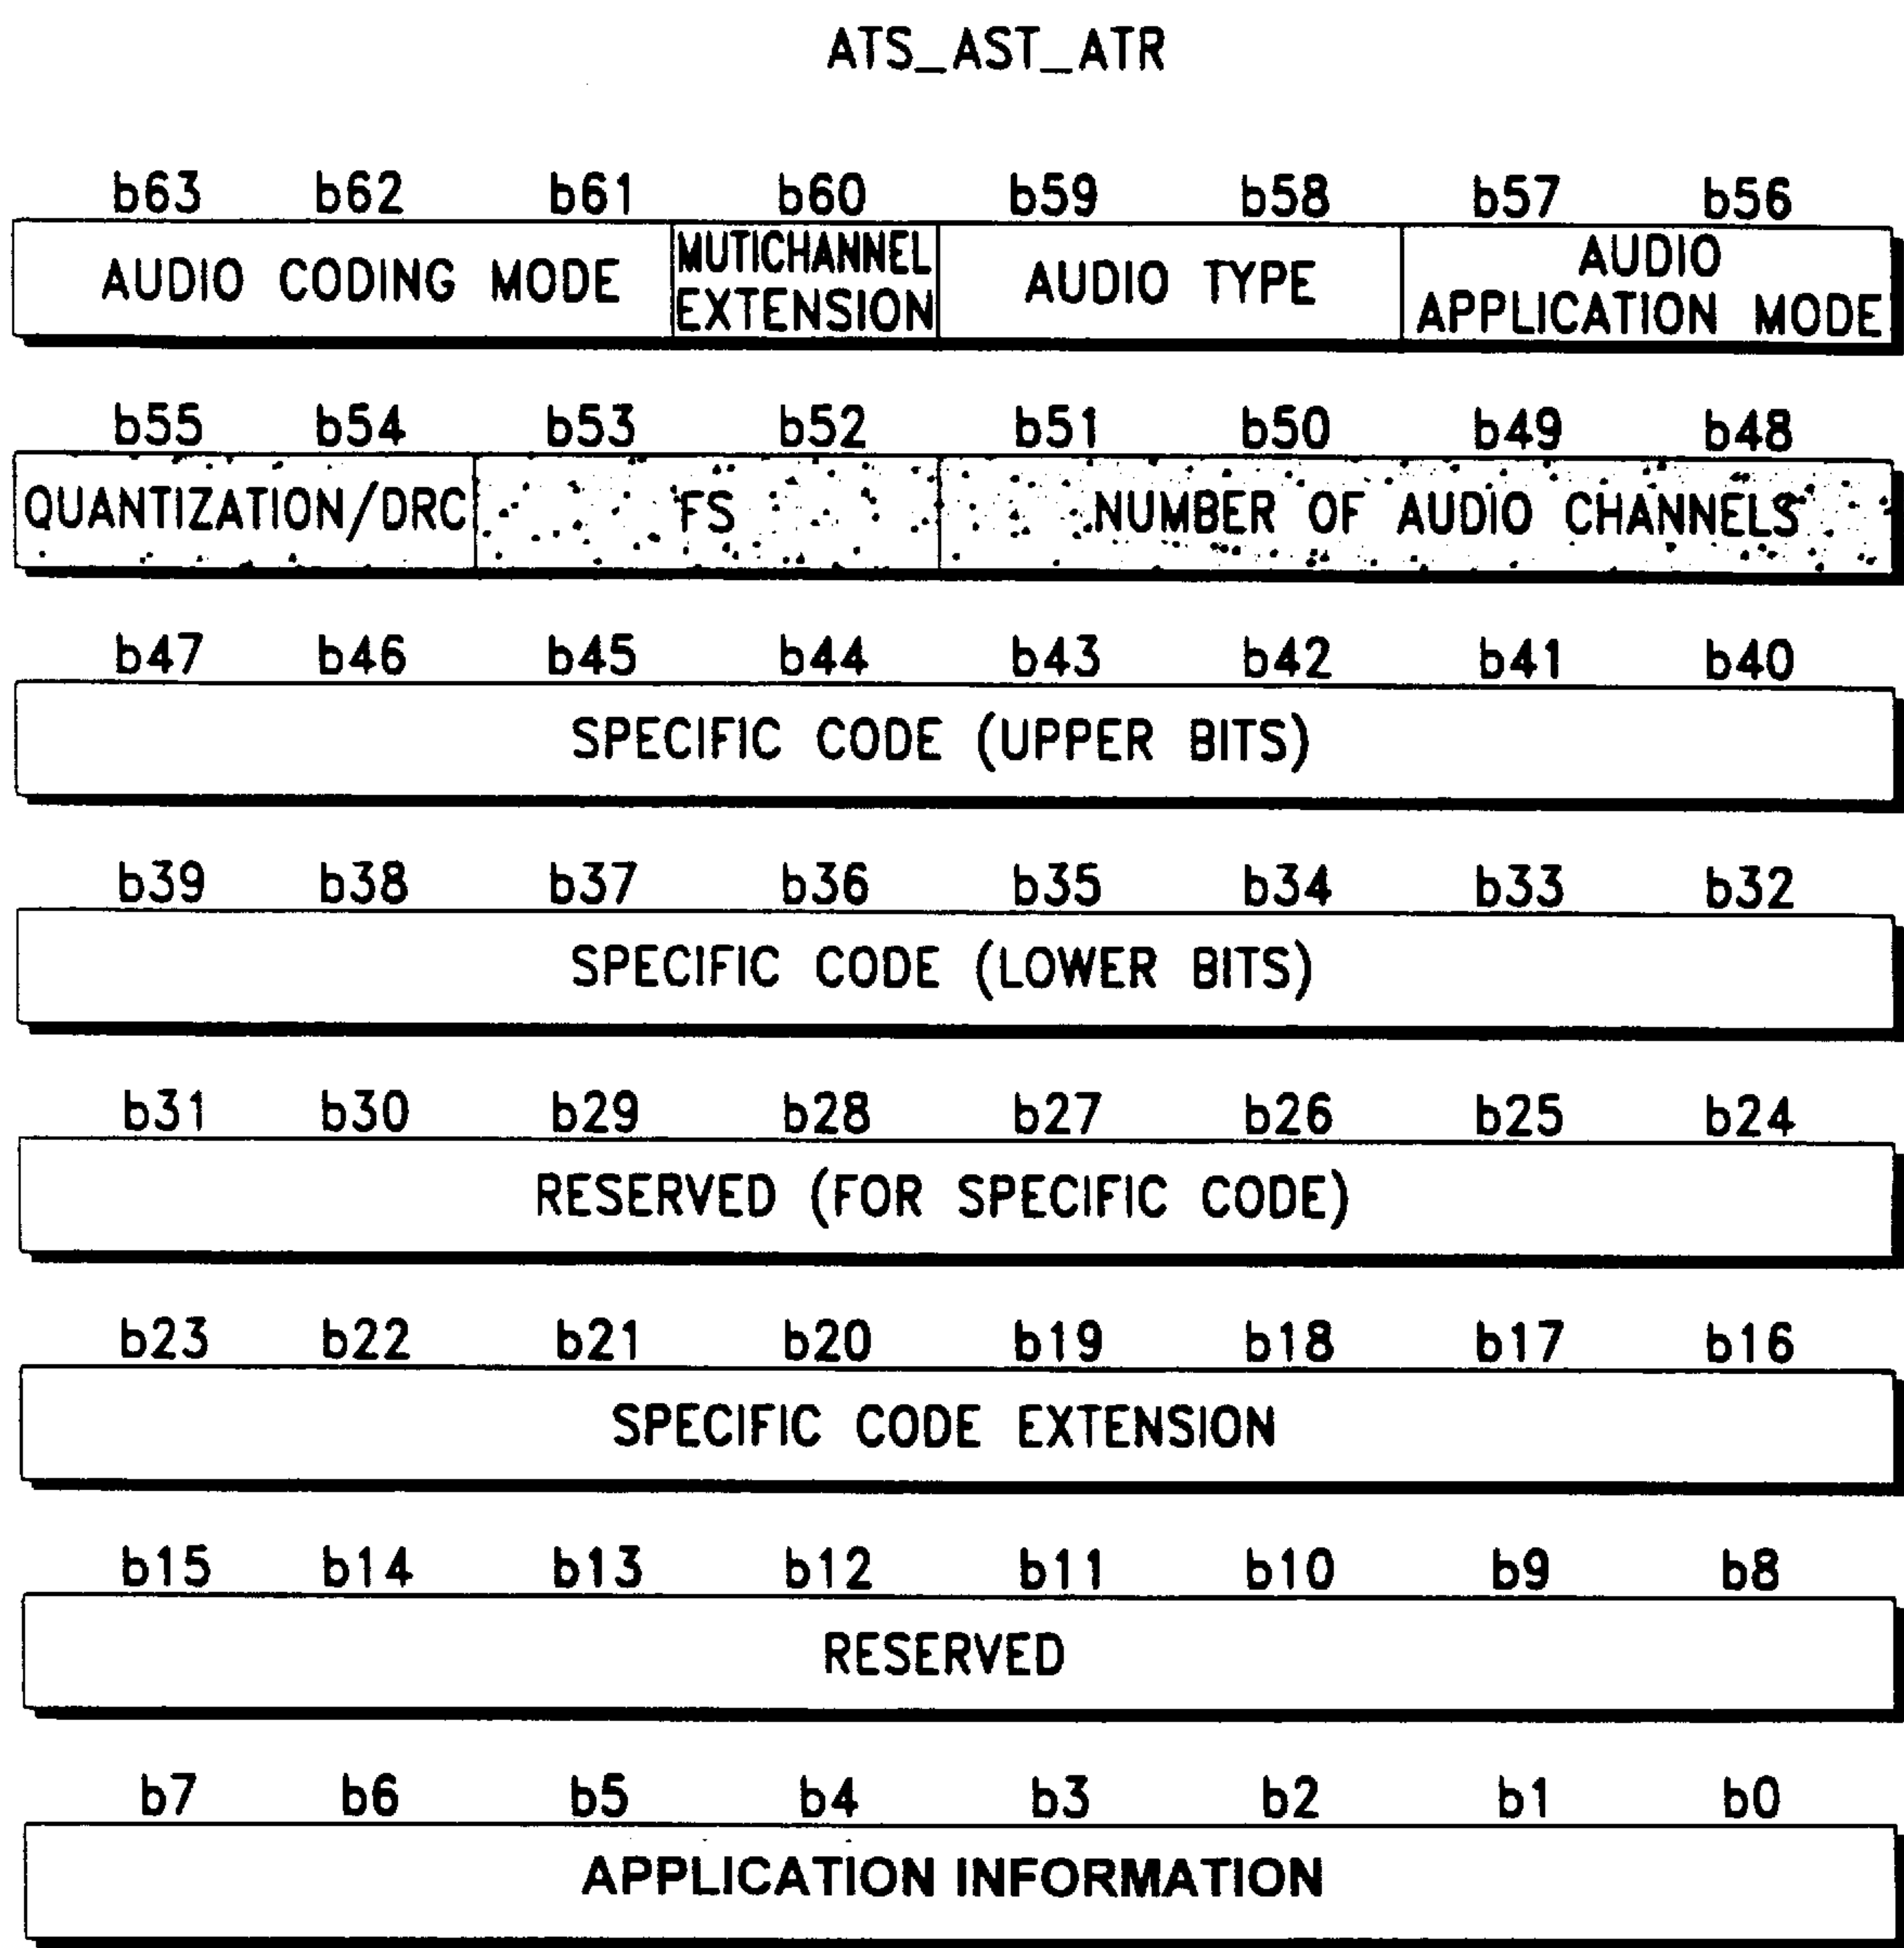 ATS_AST_ATR
b63 b62 b61 b60 b59 b58 b57 b56
AUDIO CODING MODE
MUTICHANNEL
EXTENSION
AUDIO TYPE
AUDIO
APPLICATION MODE
b55 b54 b53 b52 b51 b50 b49 b48
QUANTIZATION/DRC FS NUMBER OF AUDIO CHANNELS
b47 b46 b45 b44 b43 b42 b41 b40
SPECIFIC CODE (UPPER BITS)
b39 b38 b37 b36 b35 b34 b33 b32
SPECIFIC CODE (LOWER BITS)
b31 b30 b29 b28 b27 b26 b25 b24
RESERVED (FOR SPECIFIC CODE)
b23 b22 b21 b20 b19 b18 b17 b16
SPECIFIC CODE EXTENSION
b15 b14 b13 b12 b11 b10 b9 b8
RESERVED
b7 b6 b5 b4 b3 b2 b1 b0
APPLICATION INFORMATION